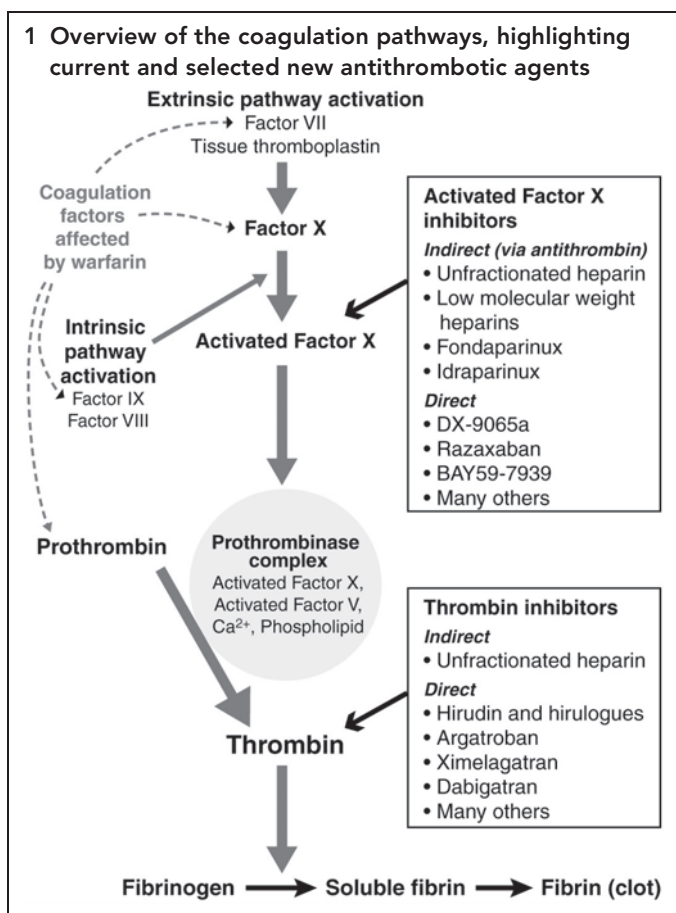 1 Overview of the coagulation pathways, highlighting
current and selected new antithrombotic agents
Extrinsic pathway activation
Factor VII
Tissue thromboplastin
Coagulation
factors
affected
by warfarin
Factor X
Intrinsic
pathway
activation
Factor IX
Factor VIII
Activated Factor X
Activated Factor X
inhibitors
Indirect (via antithrombin)
• Unfractionated heparin
• Low molecular weight
heparins
• Fondaparinux
• Idraparinux
Direct
• DX-9065a
• Razaxaban
• BAY59-7939
• Many others
Prothrombin
Prothrombinase
complex
Activated Factor X,
Activated Factor V,
Ca2+, Phospholipid
Thrombin inhibitors
Indirect
• Unfractionated heparin
Direct
• Hirudin and hirulogues
• Argatroban
• Ximelagatran
• Dabigatran
• Many others
Thrombin
Fibrinogen Soluble fibrin Fibrin (clot)